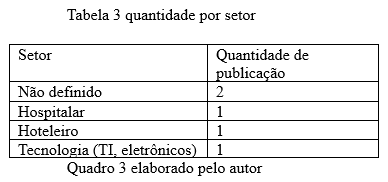 Tabela 3 quantidade por setor
Setor Quantidade de
publicação
Não definido 2
Hospitalar 1
Hoteleiro 1
Tecnologia (TI, eletrônicos) 1
Quadro 3 elaborado pelo autor